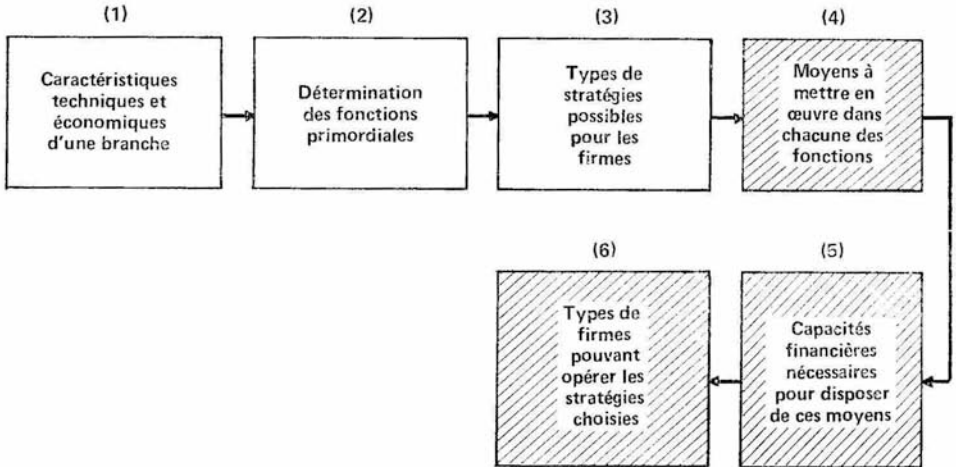 (1)
Caractéristiques
techniques et
économiques
d'une branche
(2)
Détermination
des fonctions
primordiales
(3)
Types de
stratégies
possibles
pour les
firmes
(4)
Moyens à
mettre en
œuvre dans
chacune des
fonctions
(5)
Capacités
financières
nécessaires
pour disposer
de ces moyens
(6)
Types de
firmes
pouvant
opérer les
stratégies
choisies